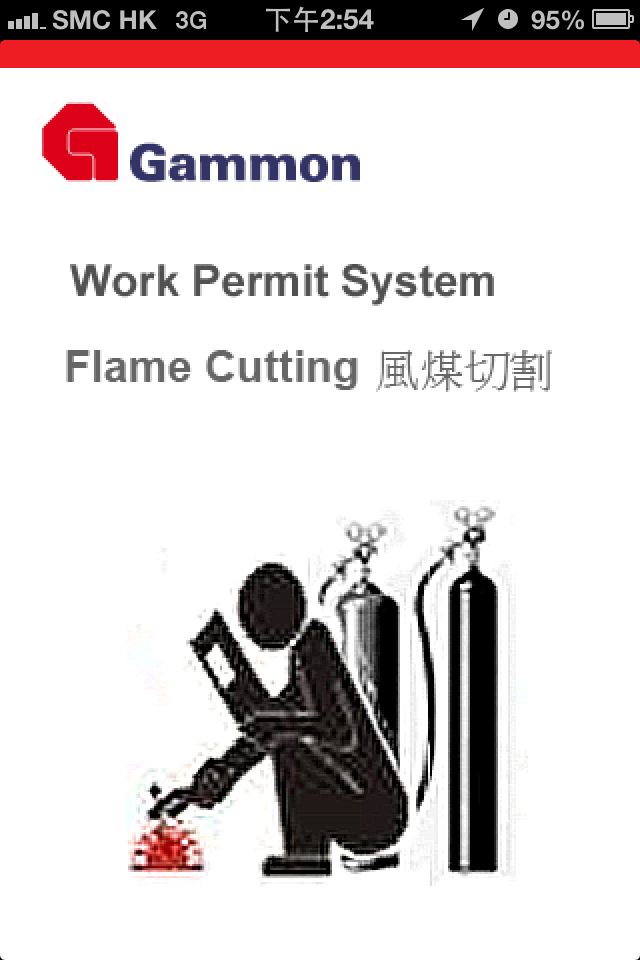 SMC HK 3G 下午2:54 95%
Gammon
Work Permit System
Flame Cutting 風煤切割